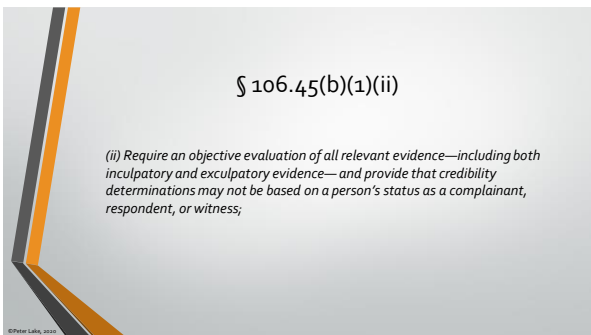 § 106.45(b)(1)(ii)
(ii) Require an objective evaluation of all relevant evidence—including both
inculpatory and exculpatory evidence— and provide that credibility
determinations may not be based on a person’s status as a complainant,
respondent, or witness;
©Peter Lake, 2020